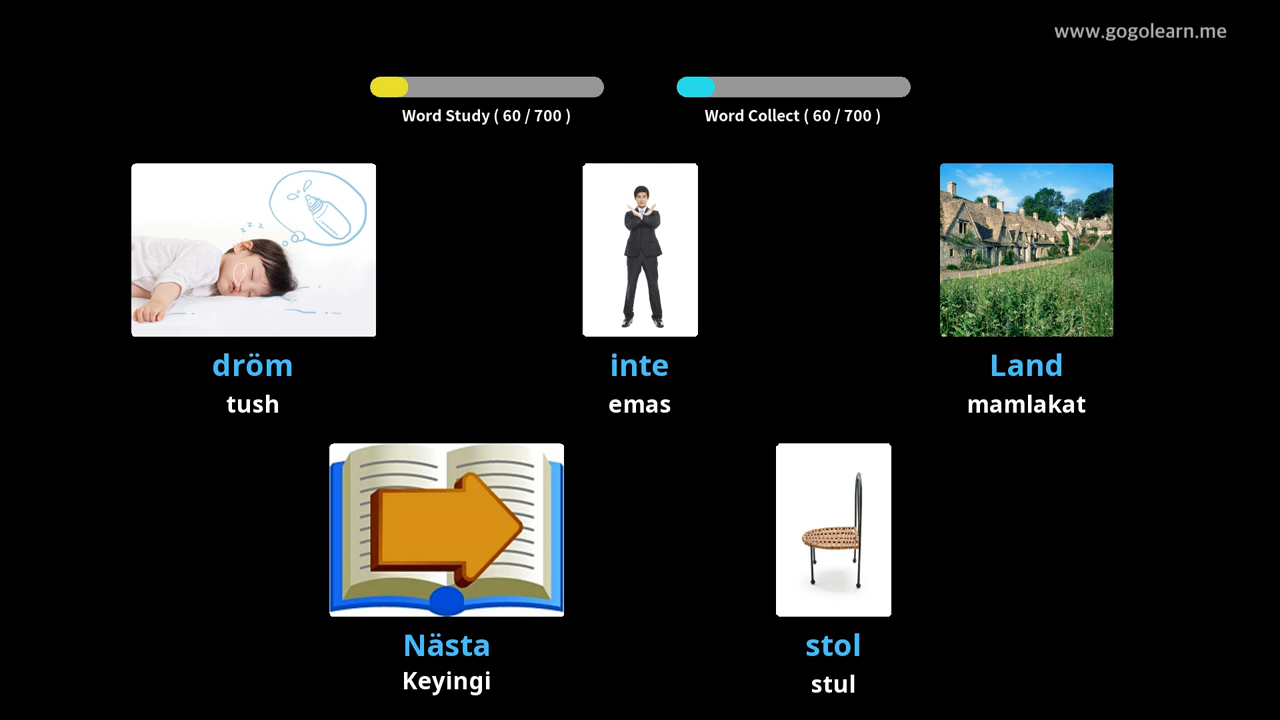 www.gogolearn.me
Word Study ( 60 / 700 )
Word Collect ( 60 / 700 )
dröm
tush
inte
emas
Land
mamlakat
Nästa
Keyingi
stol
stul